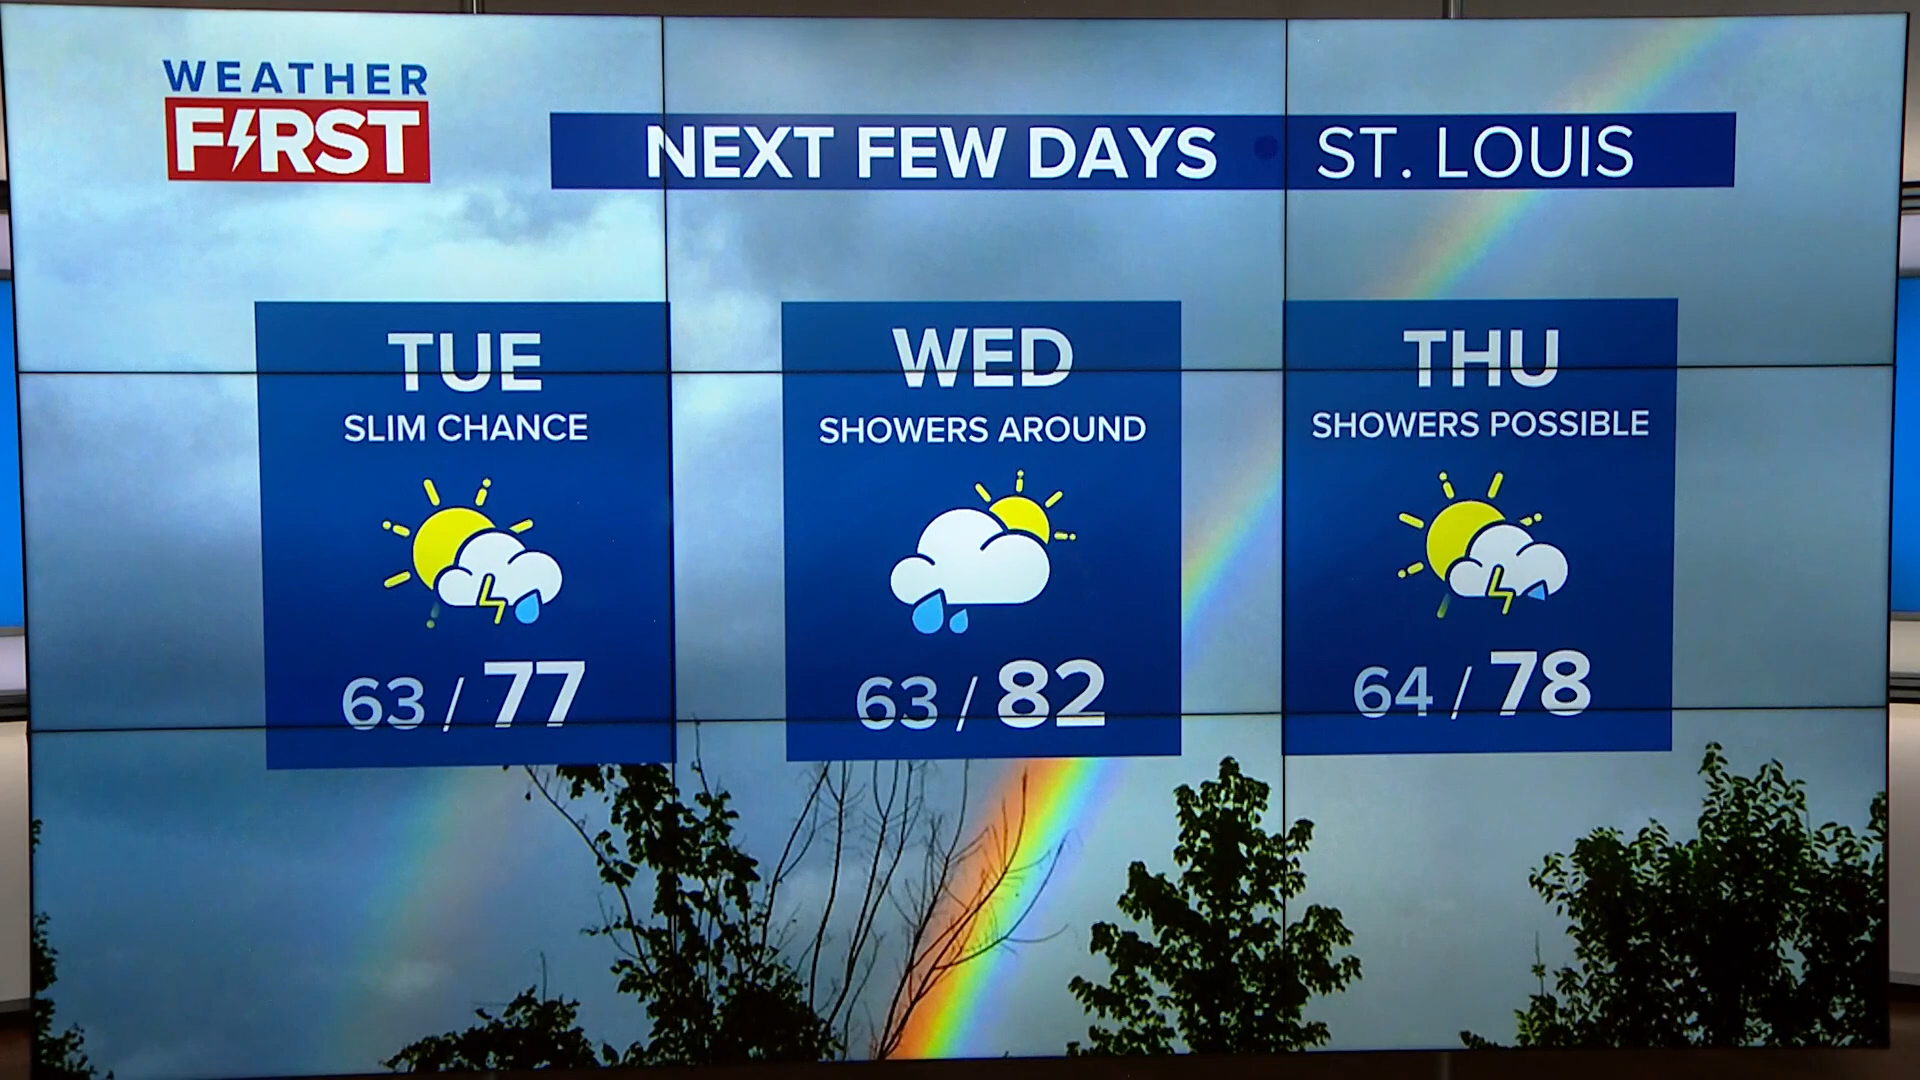 WEATHER
FIRST
NEXT FEW DAYS ST. LOUIS
TUE
SLIM CHANCE
63 / 77
WED
SHOWERS AROUND
63 / 82
THU
SHOWERS POSSIBLE
64 / 78